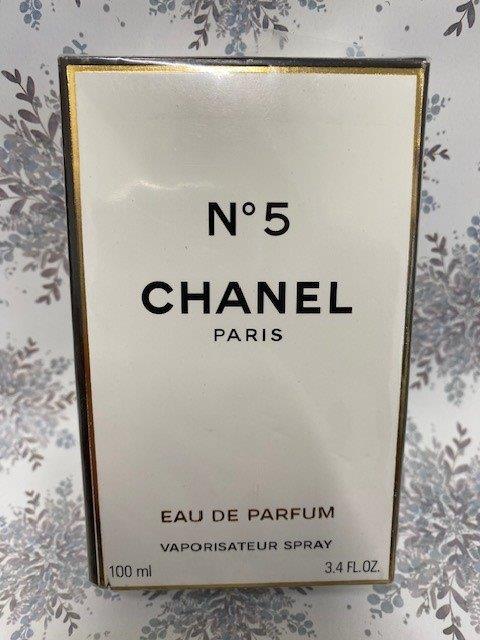 N°5
CHANEL
PARIS
EAU DE PARFUM
VAPORISATEUR SPRAY
100 ml 3.4 FL.OZ.